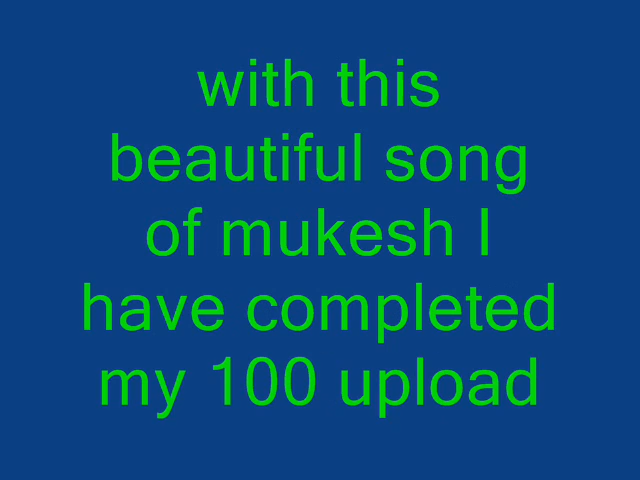 with this
beautiful song
of mukesh I
have completed
my 100 upload